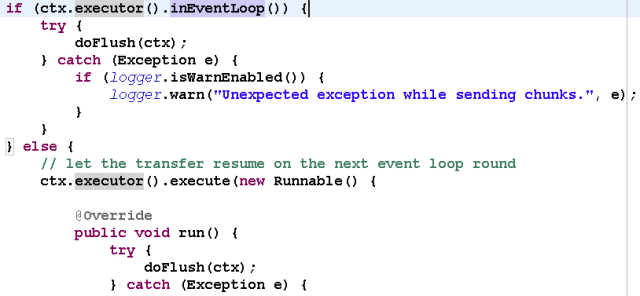 if (ctx.executor().inEventLoop()) {
    try {
        doFlush(ctx);
    } catch (Exception e) {
        if (logger.isWarnEnabled()) {
            logger.warn("Unexpected exception while sending chunks.", e);
        }
    }
} else {
    // let the transfer resume on the next event loop round
    ctx.executor().execute(new Runnable() {
        @Override
        public void run() {
            try {
                doFlush(ctx);
            } catch (Exception e) {